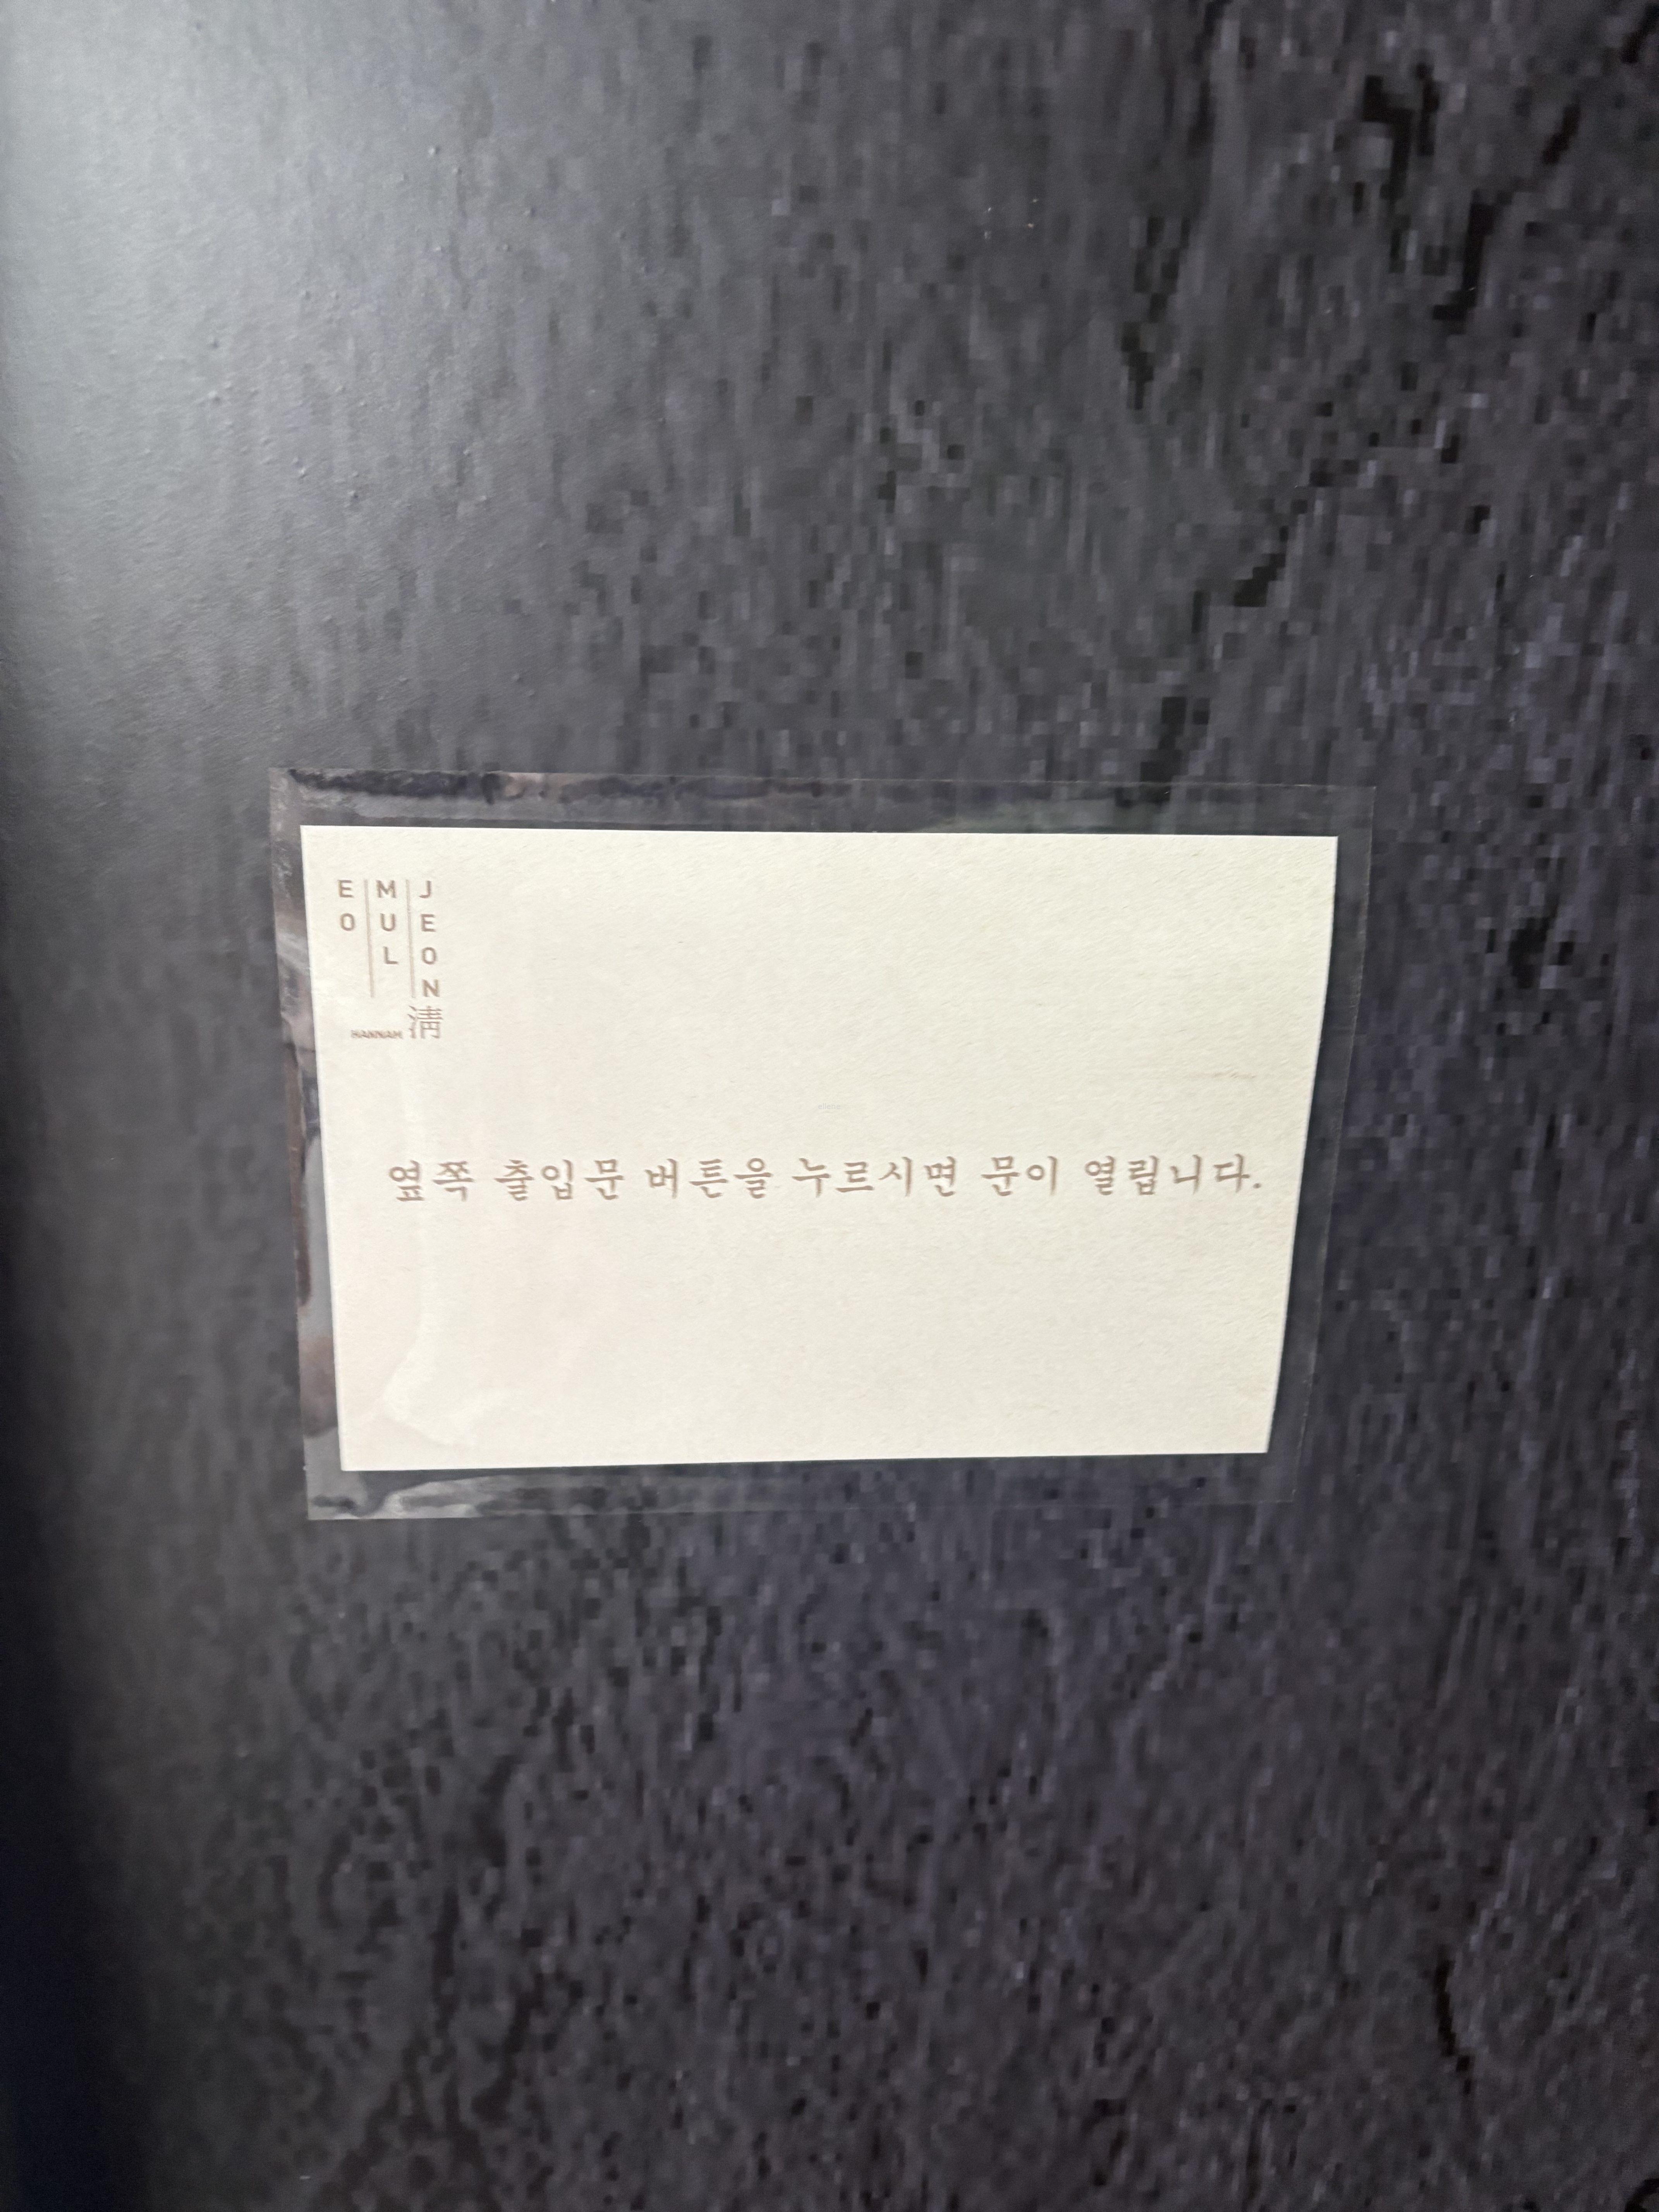 EO MUL JEON
HANNAH 淸
옆쪽 출입문 버튼을 누르시면 문이 열립니다.